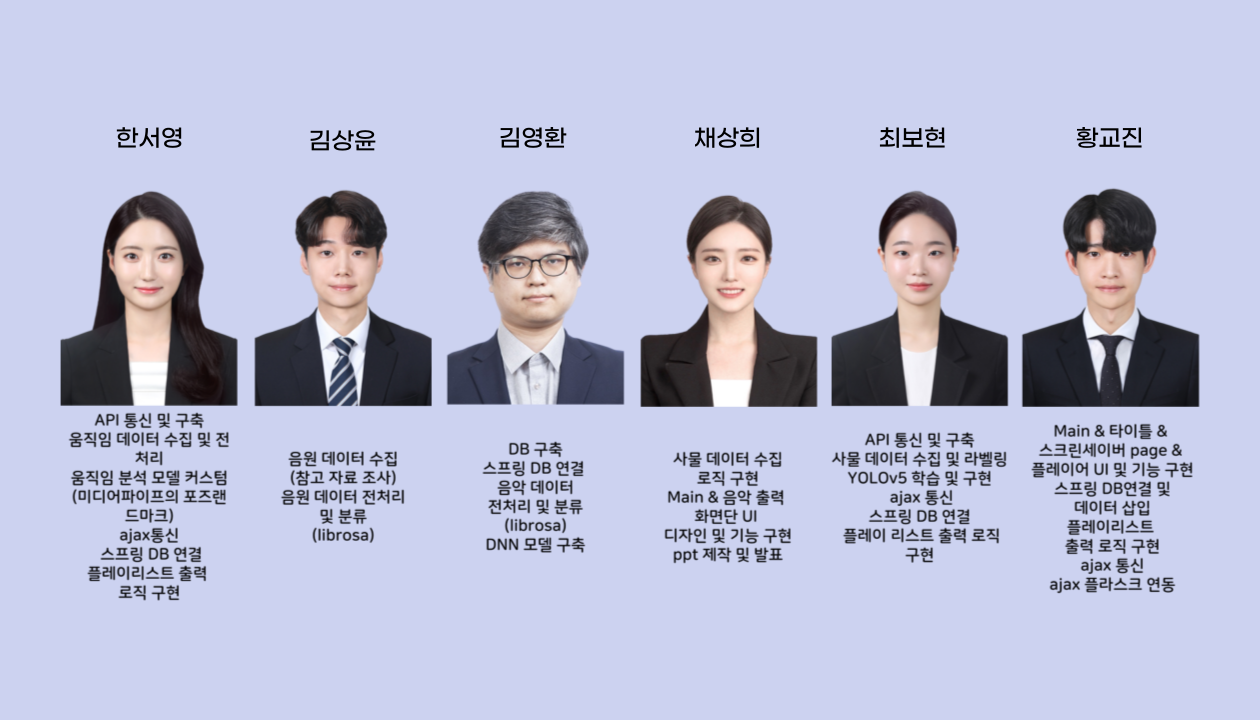 한서영
김상윤
김영환
채상희
최보현
황교진
API 통신 및 구축
움직임 데이터 수집 및 전
처리
움직임 분석 모델 커스텀
(미디어파이프의 포즈랜
드마크)
ajax통신
스프링 DB 연결
플레이리스트 출력
로직 구현
음원 데이터 수집
(참고 자료 조사)
음원 데이터 전처리
및 분류
(librosa)
DB 구축
스프링 DB 연결
음악 데이터
전처리 및 분류
(librosa)
DNN 모델 구축
사물 데이터 수집
로직 구현
Main & 음악 출력
화면단 UI
디자인 및 기능 구현
ppt 제작 및 발표
API 통신 및 구축
사물 데이터 수집 및 라벨링
YOLOv5 학습 및 구현
ajax 통신
스프링 DB 연결
플레이 리스트 출력 로직
구현
Main & 타이틀 &
스크린세이버 page &
플레이어 UI 및 기능 구현
스프링 DB연결 및
데이터 삽입
플레이리스트
출력 로직 구현
ajax 통신
ajax 플라스크 연동